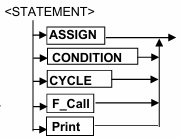 <STATEMENT>
ASSIGN
CONDITION
CYCLE
F_Call
Print